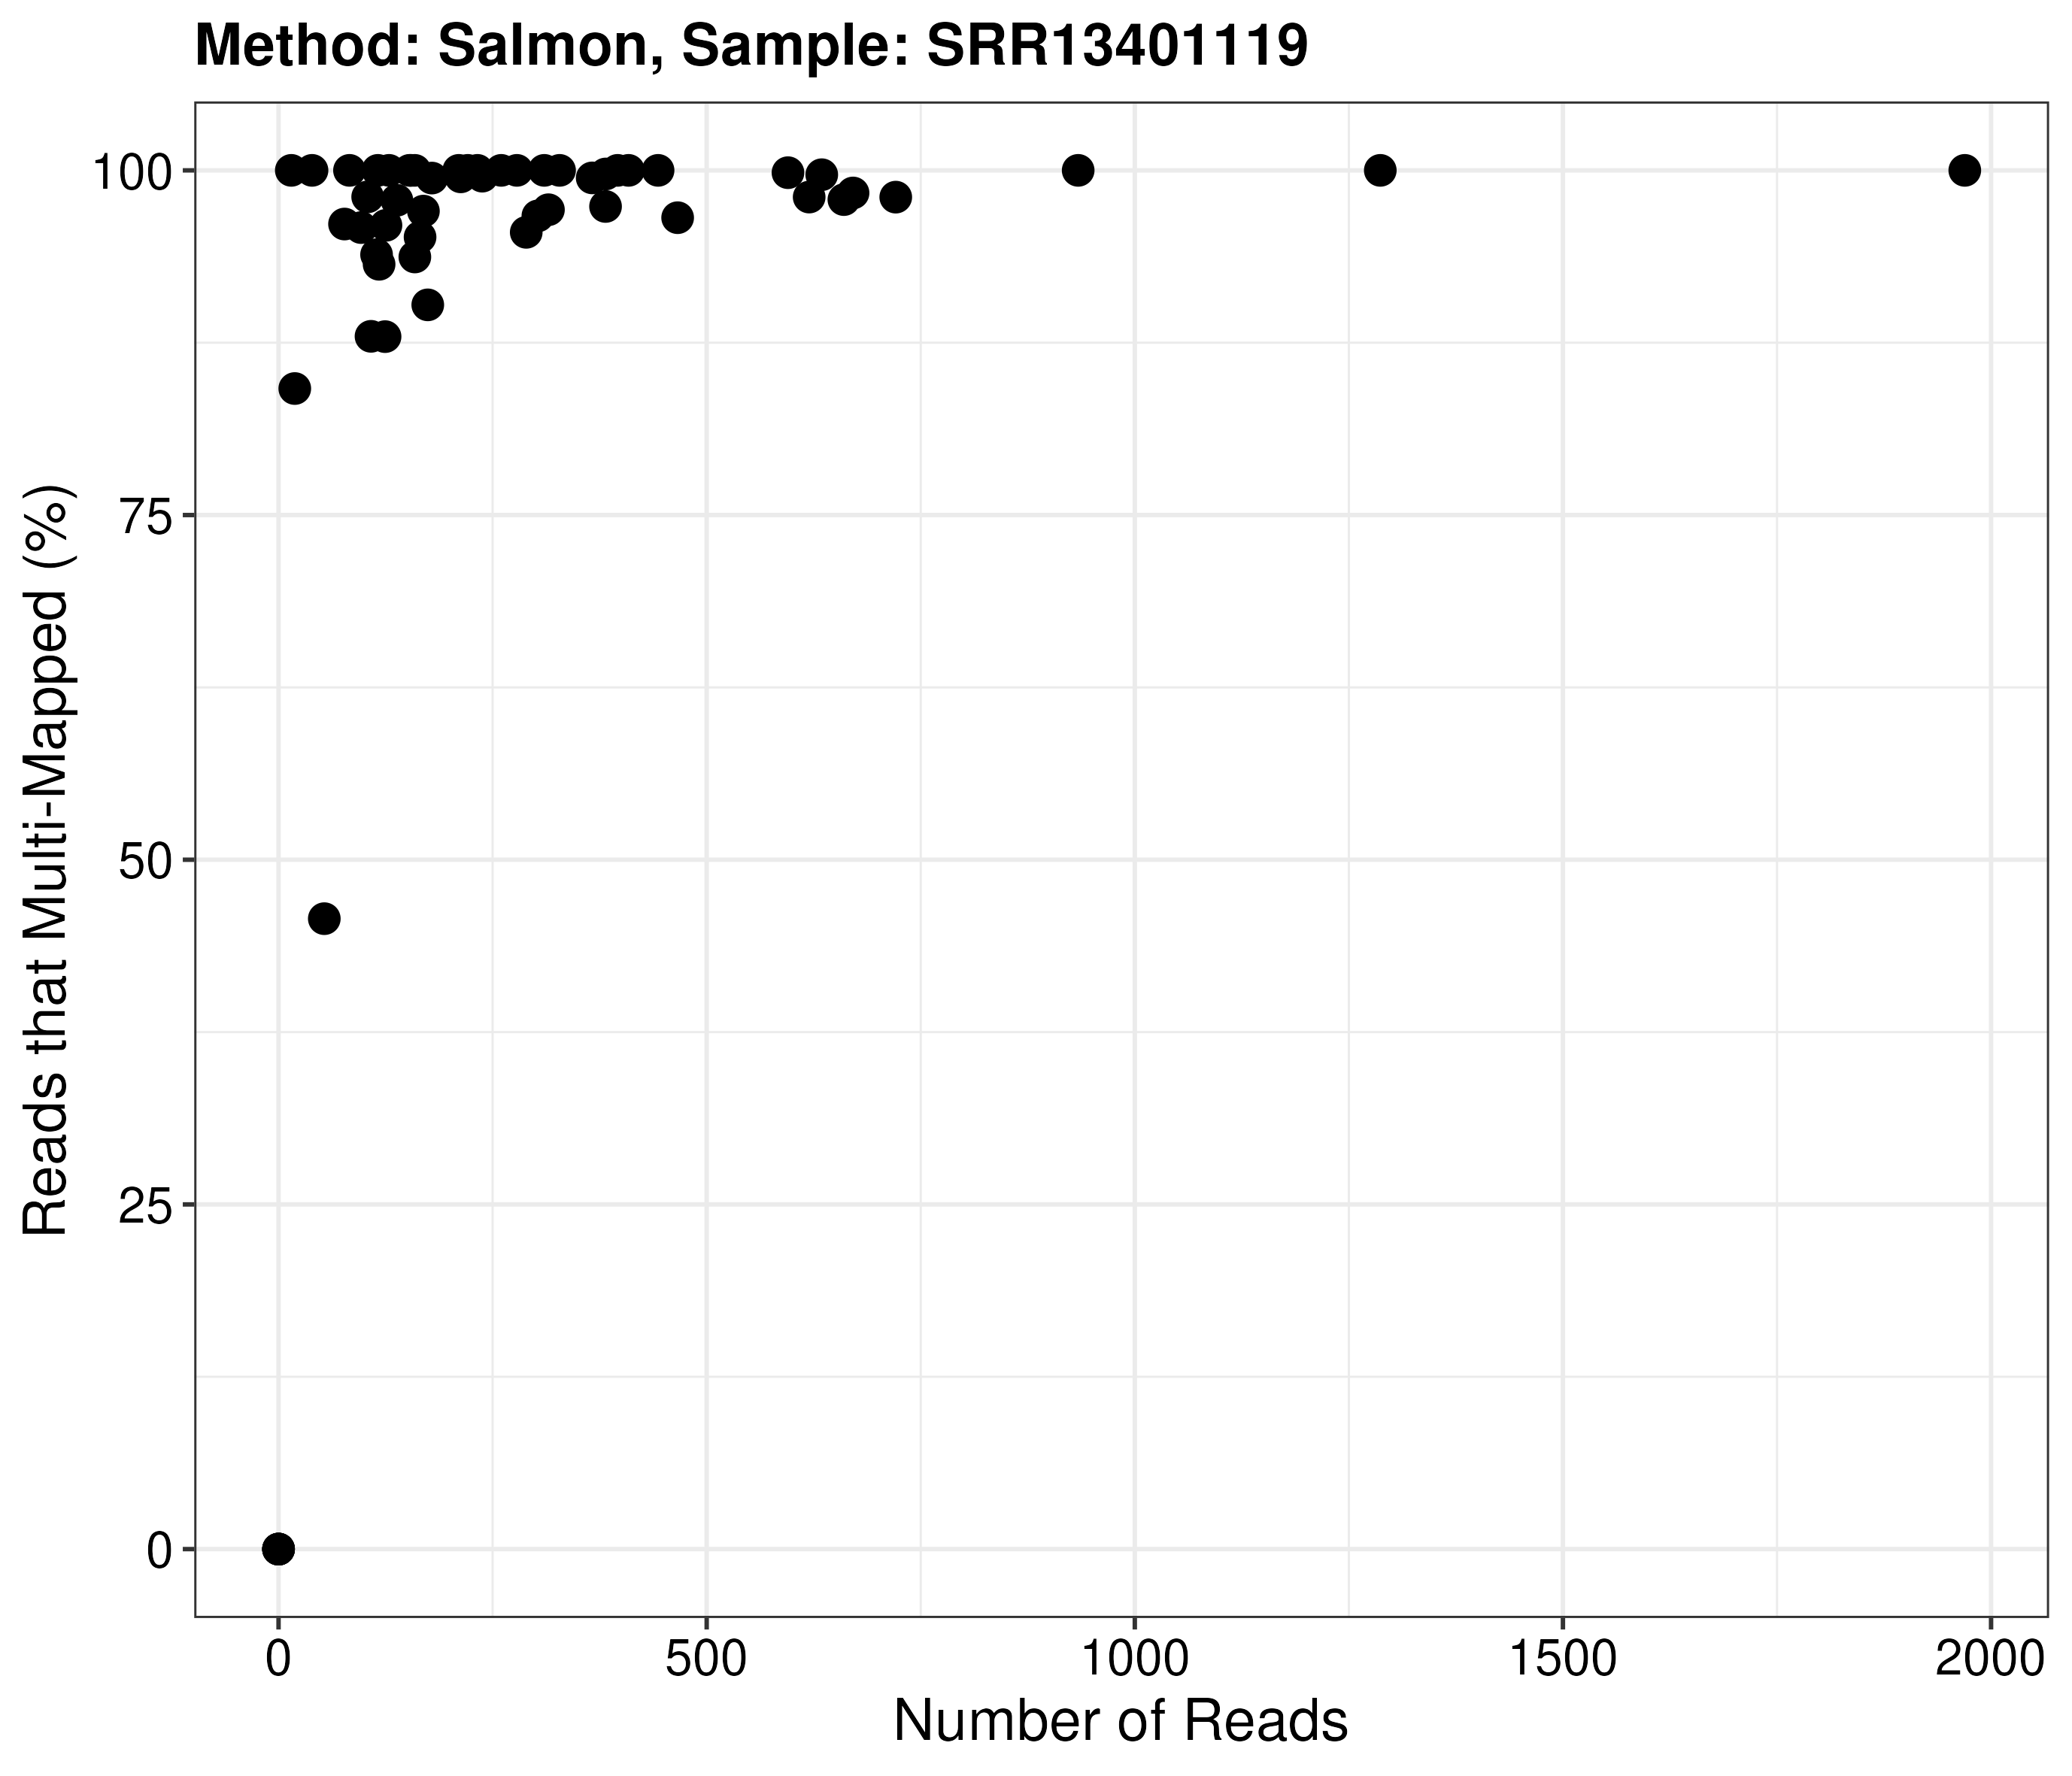 Method: Salmon, Sample: SRR13401119
Reads that Multi-Mapped (%)
100
75
50
25
0
0 500 1000 1500 2000
Number of Reads